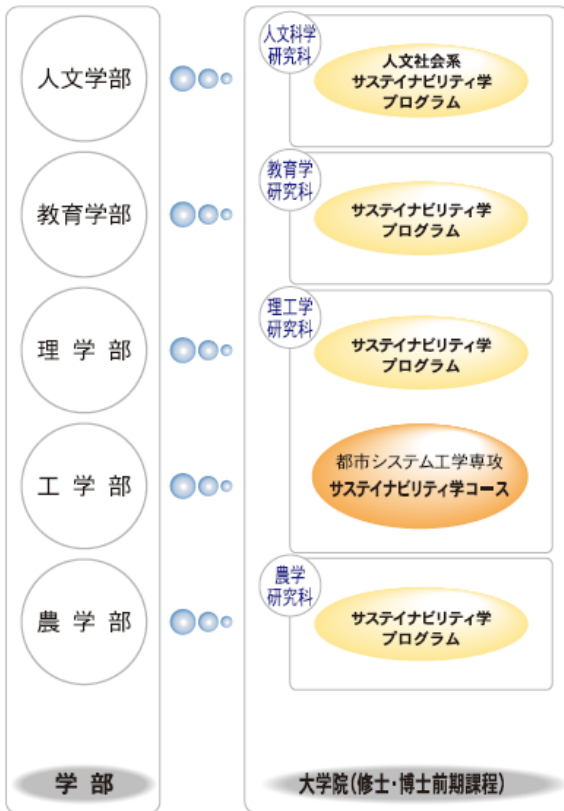 人文学部
人文科学
研究科
人文社会系
サステイナビリティ学
プログラム
教育学部
教育学
研究科
サステイナビリティ学
プログラム
理学部
理工学
研究科
サステイナビリティ学
プログラム
工学部
都市システム工学専攻
サステイナビリティ学コース
農学部
農学
研究科
サステイナビリティ学
プログラム
学部
大学院(修士・博士前期課程)